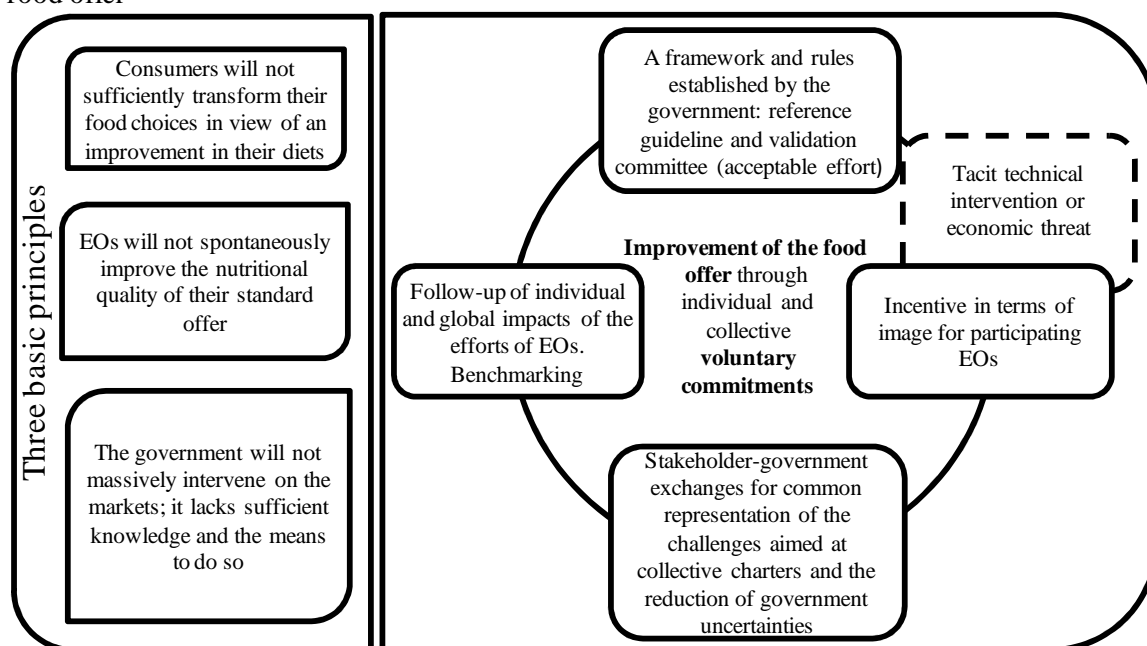 food offer
Three basic principles
Consumers will not
sufficiently transform their
food choices in view of an
improvement in their diets
EOs will not spontaneously
improve the nutritional
quality of their standard
offer
The government will not
massively intervene on the
markets; it lacks sufficient
knowledge and the means
to do so
A framework and rules
established by the
government: reference
guideline and validation
committee (acceptable effort)
Tacit technical
intervention or
economic threat
Improvement of the food
offer through
individual and
collective
voluntary
commitments
Follow-up of individual
and global impacts of the
efforts of EOs.
Benchmarking
Incentive in terms of
image for participating
EOs
Stakeholder-government
exchanges for common
representation of the
challenges aimed at
collective charters and the
reduction of government
uncertainties